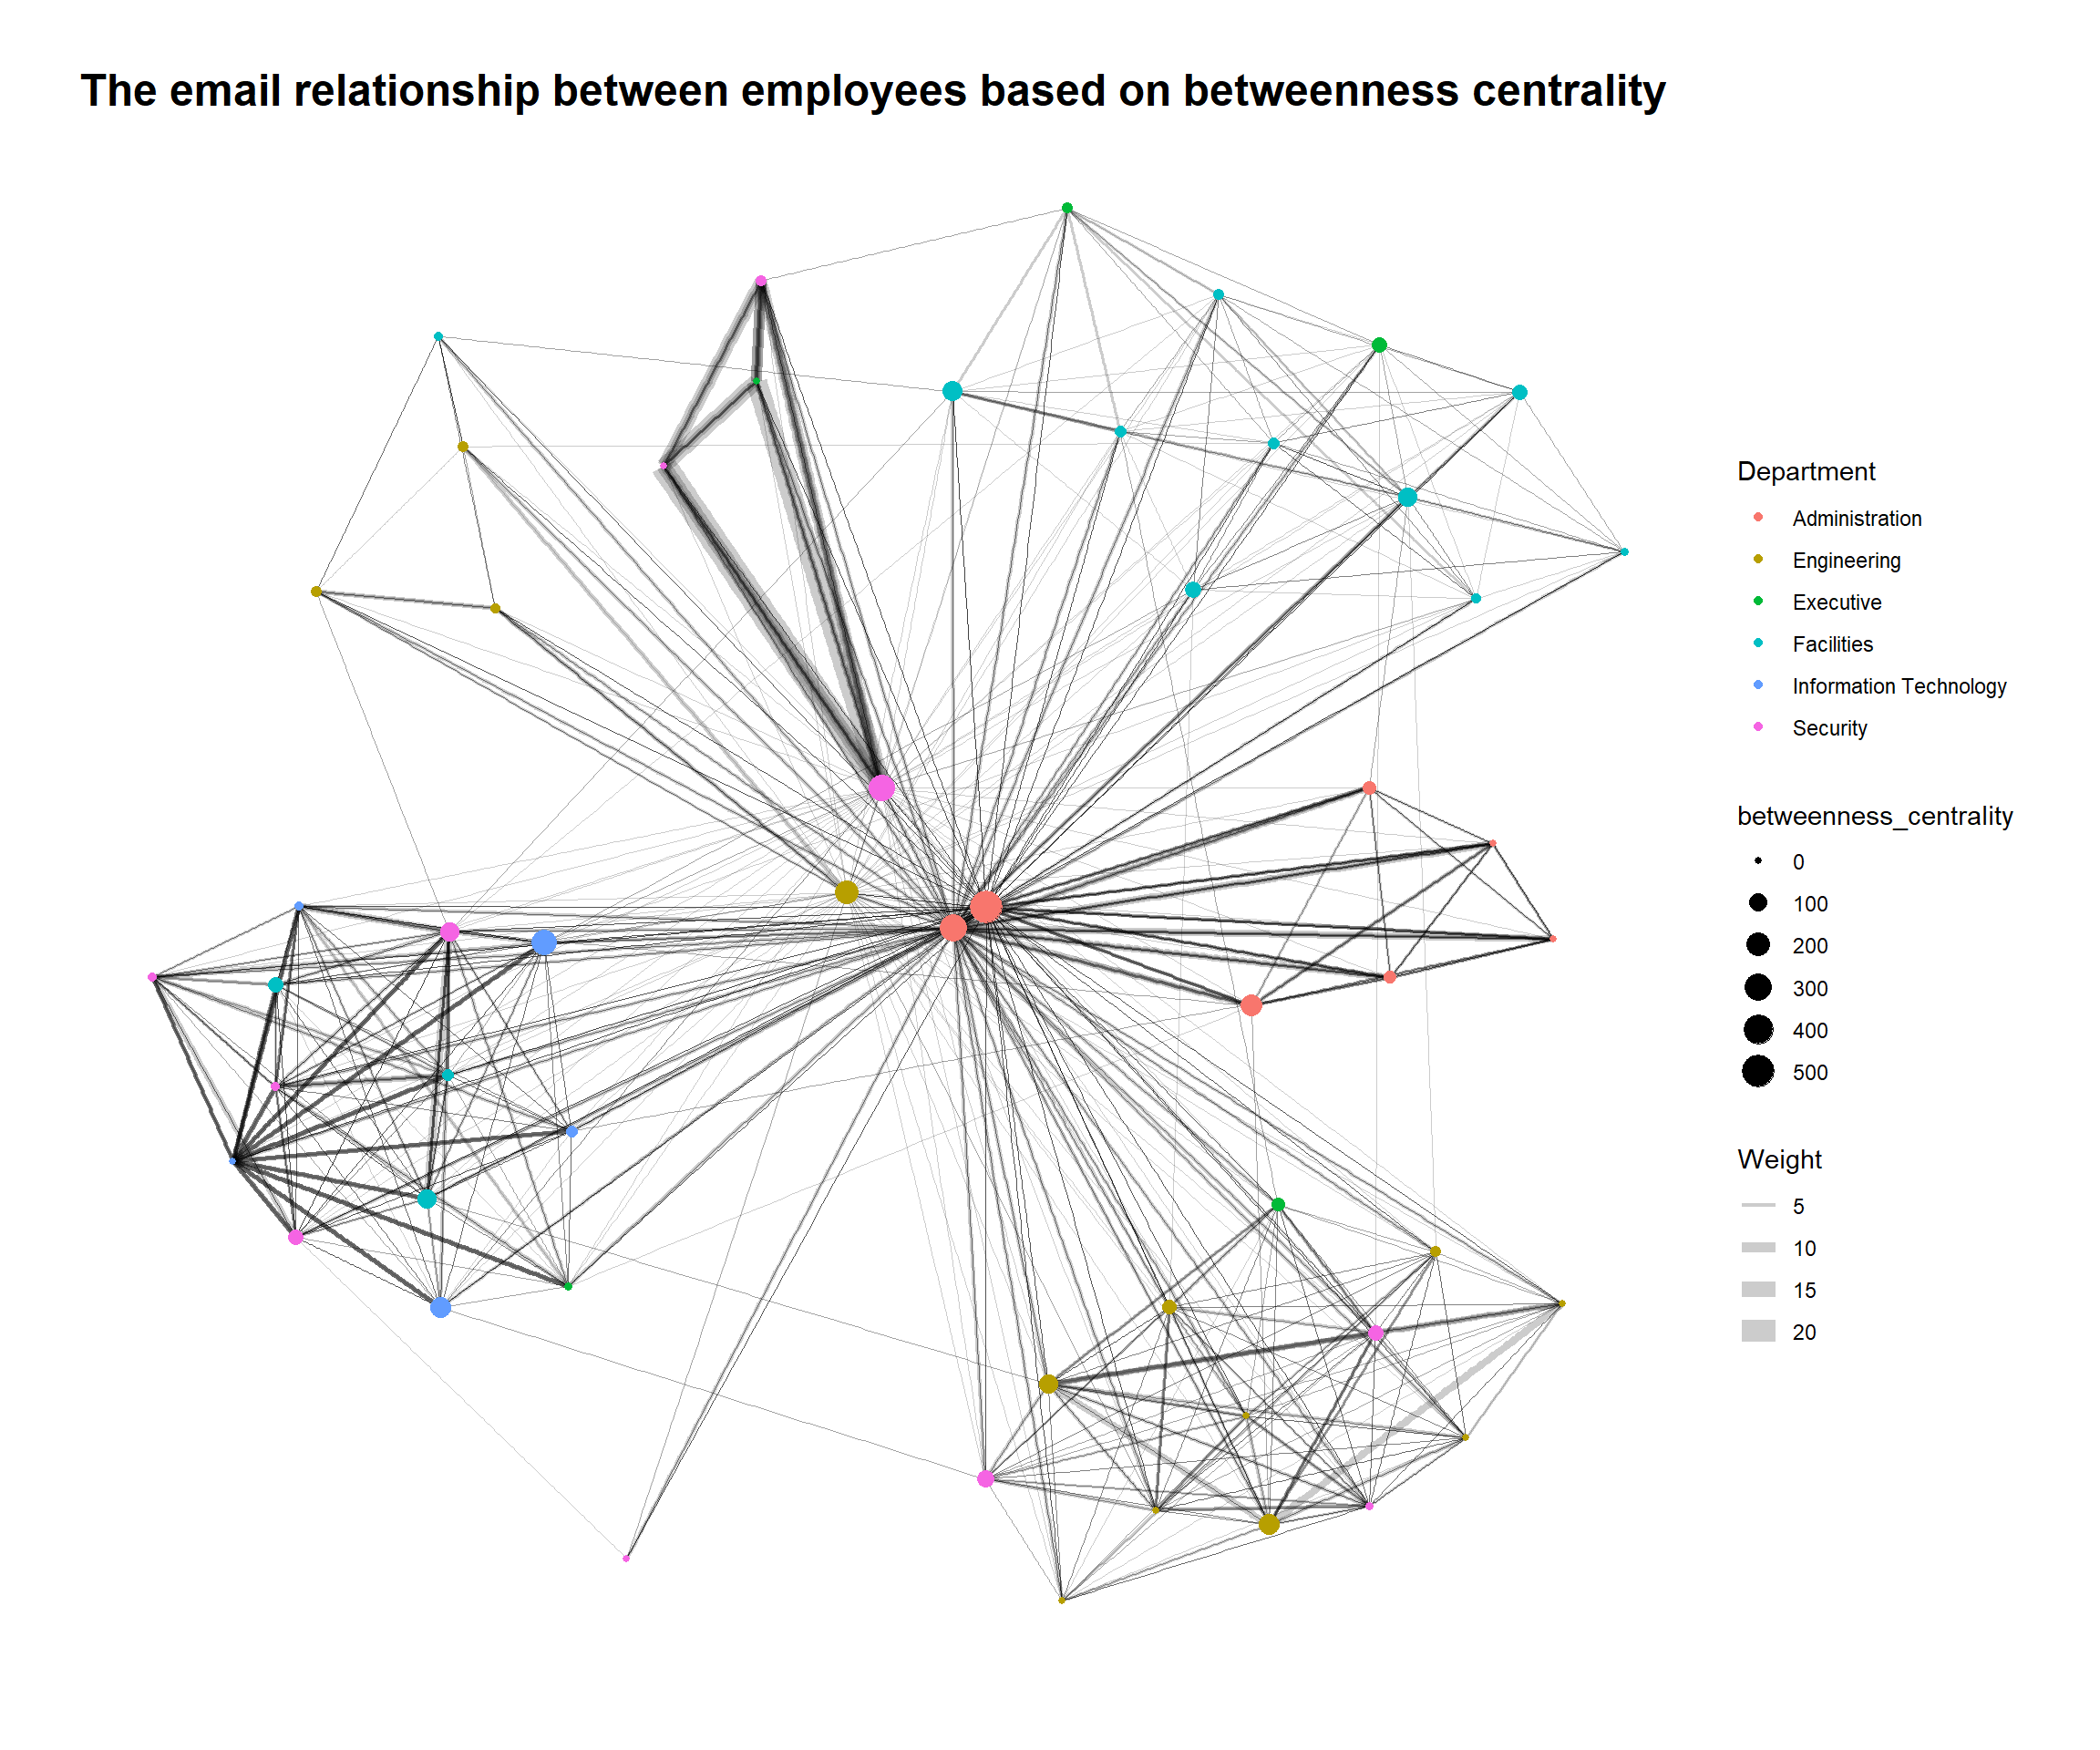 The email relationship between employees based on betweenness centrality
Department
Administration
Engineering
Executive
Facilities
Information Technology
Security
betweenness_centrality
0
100
200
300
400
500
Weight
5
10
15
20